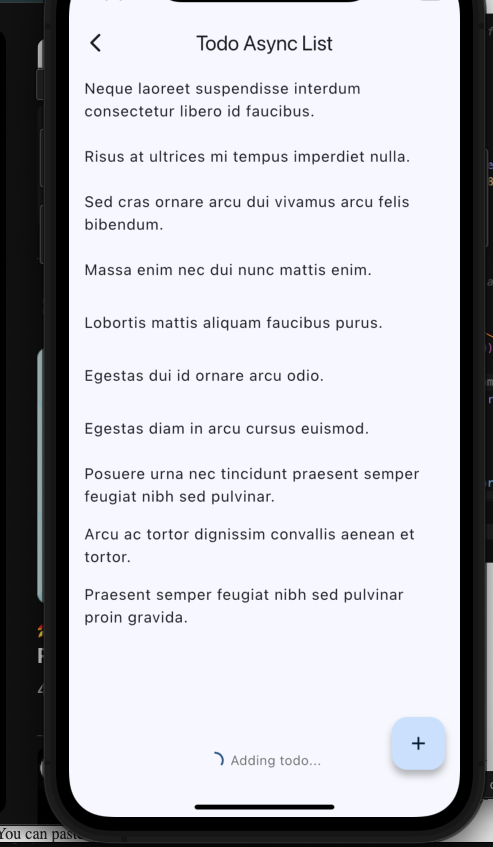 Todo Async List
Neque laoreet suspendisse interdum
consectetur libero id faucibus.
Risus at ultrices mi tempus imperdiet nulla.
Sed cras ornare arcu dui vivamus arcu felis
bibendum.
Massa enim nec dui nunc mattis enim.
Lobortis mattis aliquam faucibus purus.
Egestas dui id ornare arcu odio.
Egestas diam in arcu cursus euismod.
Posuere urna nec tincidunt praesent semper
feugiat nibh sed pulvinar.
Arcu ac tortor dignissim convallis aenean et
tortor.
Praesent semper feugiat nibh sed pulvinar
proin gravida.
+
Adding todo...
You can paste